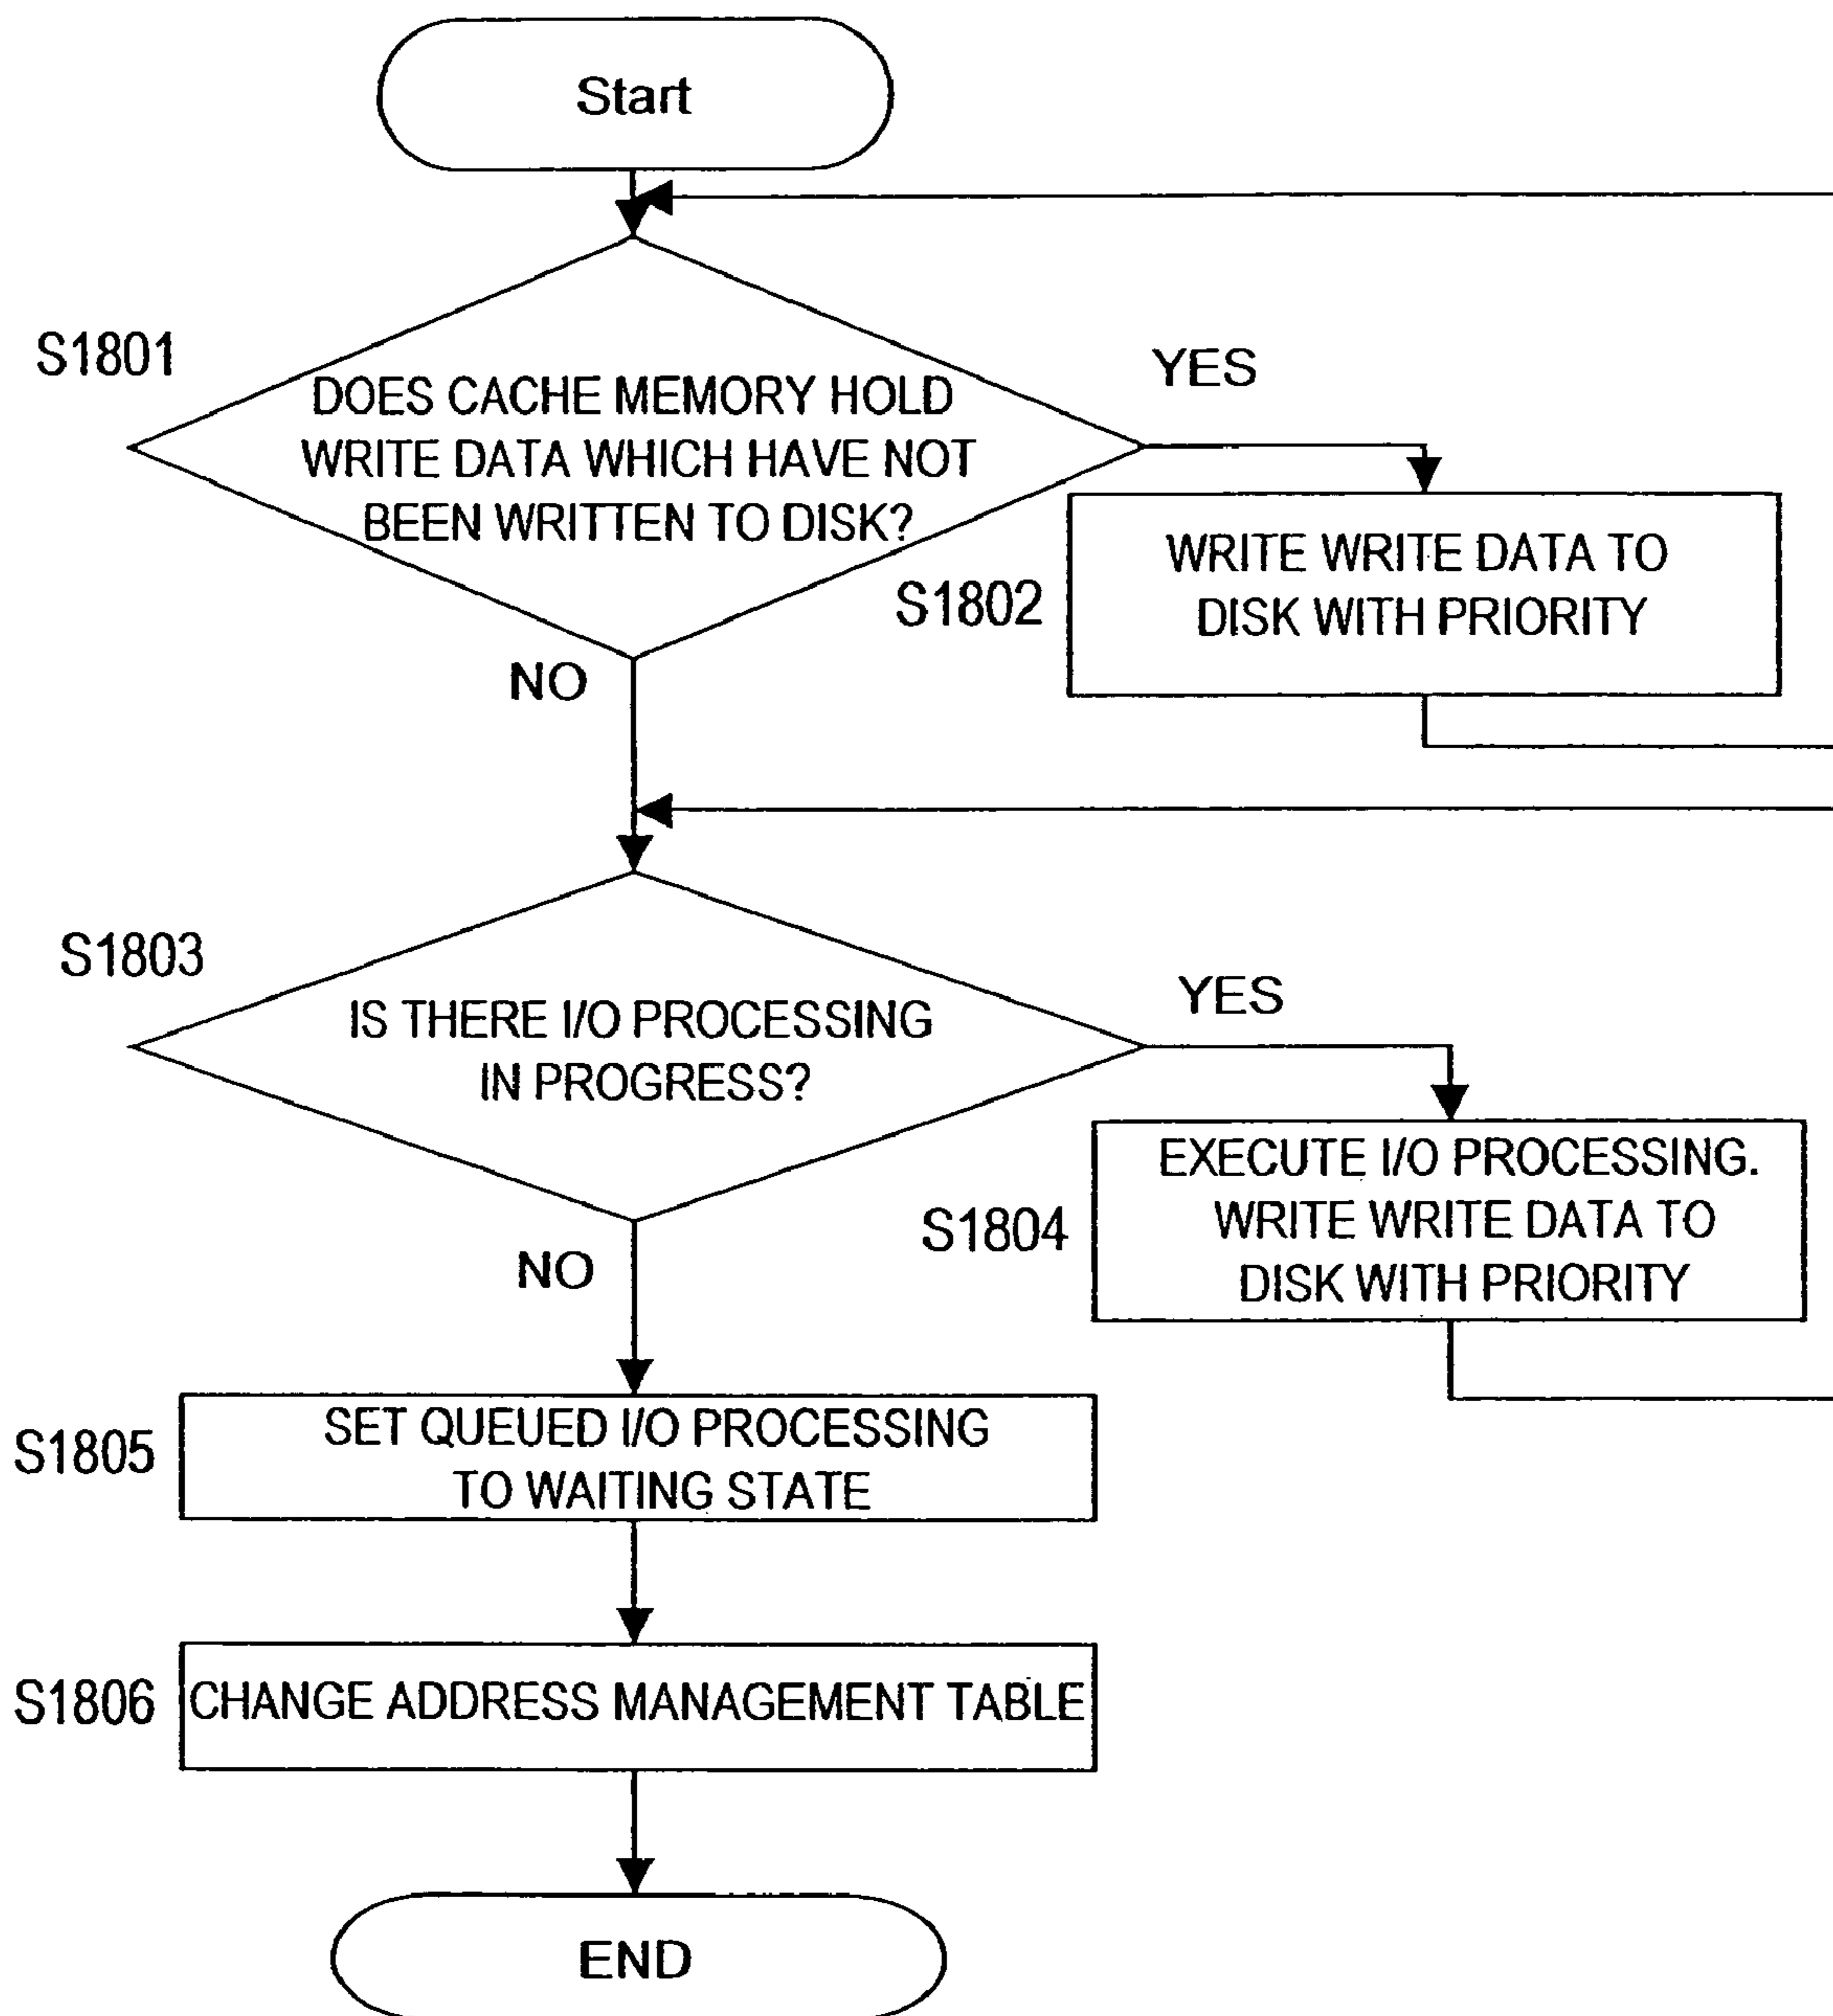 Start
S1801
DOES CACHE MEMORY HOLD
WRITE DATA WHICH HAVE NOT
BEEN WRITTEN TO DISK?
YES
S1802
WRITE WRITE DATA TO
DISK WITH PRIORITY
NO
S1803
IS THERE I/O PROCESSING
IN PROGRESS?
YES
S1804
EXECUTE I/O PROCESSING.
WRITE WRITE DATA TO
DISK WITH PRIORITY
NO
S1805
SET QUEUED I/O PROCESSING
TO WAITING STATE
S1806
CHANGE ADDRESS MANAGEMENT TABLE
END